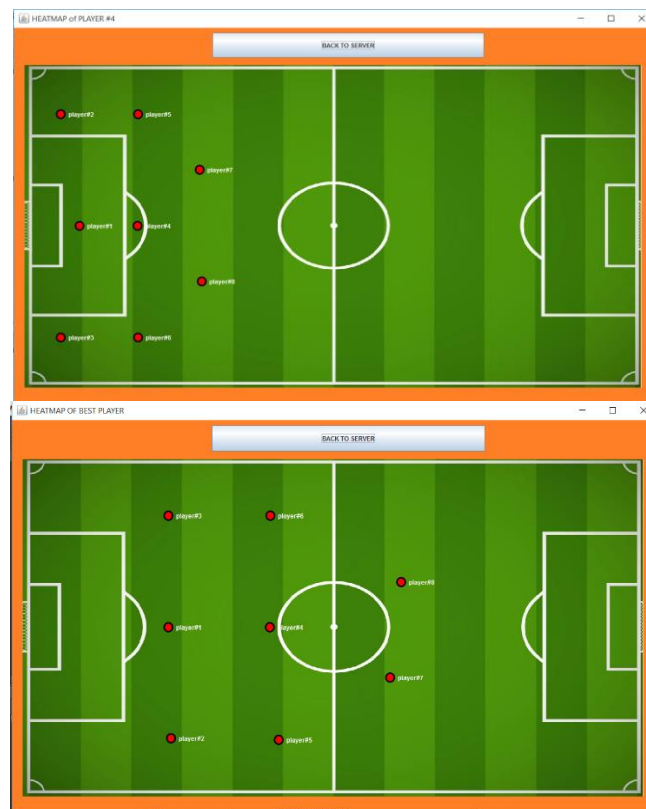 HEATMAP of PLAYER #4
BACK TO SERVER
player#2
player#5
player#7
player#1
player#4
player#8
player#3
player#6
HEATMAP OF BEST PLAYER
BACK TO SERVER
player#3
player#6
player#8
player#1
player#4
player#7
player#2
player#5